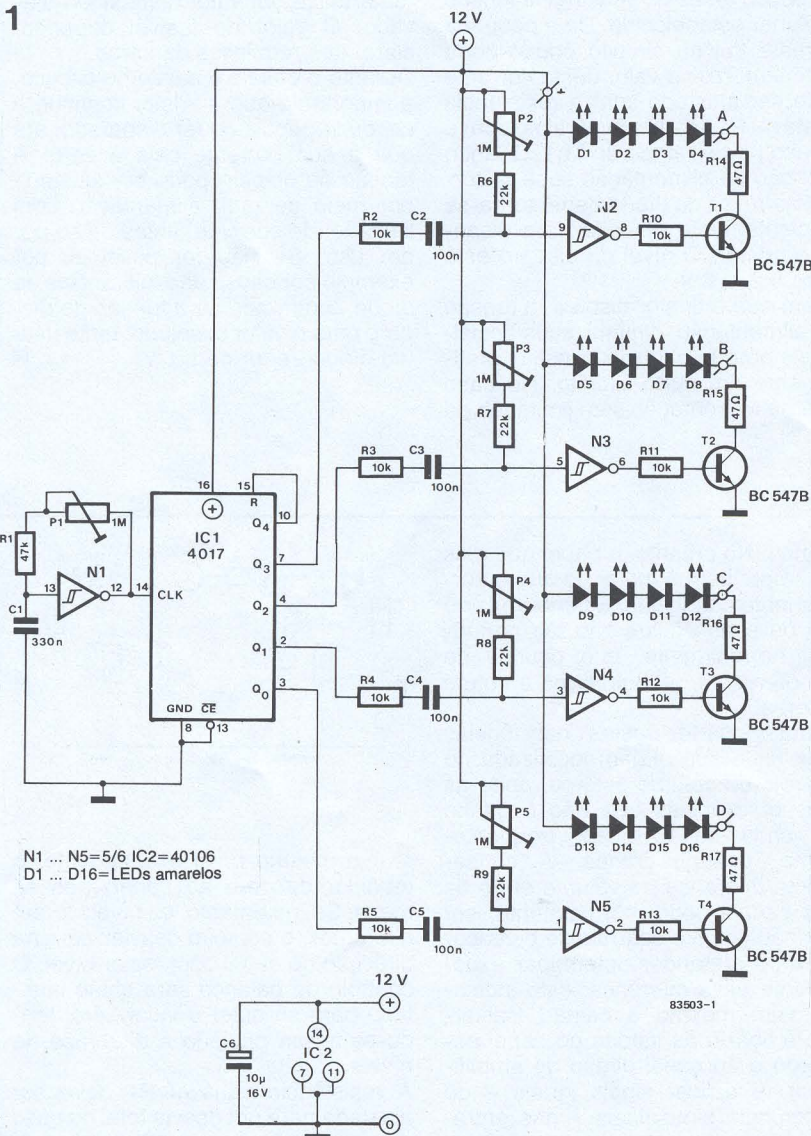 1
12 V
P2
1M
R6
22k
R2
10k
C2
100n
9
N2
8
R10
10k
D1
D2
D3
D4
A
R14
47Ω
T1
BC 547B
P3
1M
R7
22k
R3
10k
C3
100n
5
N3
6
R11
10k
D5
D6
D7
D8
B
R15
47Ω
T2
BC 547B
P4
1M
R8
22k
R4
10k
C4
100n
3
N4
4
R12
10k
D9
D10
D11
D12
C
R16
47Ω
T3
BC 547B
P5
1M
R9
22k
R5
10k
C5
100n
1
N5
2
R13
10k
D13
D14
D15
D16
D
R17
47Ω
T4
BC 547B
R1
47k
P1
1M
C1
330n
13
N1
12
14
CLK
16
15
R
IC1
4017
Q4
10
Q3
7
Q2
4
Q1
2
Q0
3
GND
CE
8
13
N1 ... N5=5/6 IC2=40106
D1 ... D16=LEDs amarelos
83503-1
12 V
C6
10µ
16V
14
IC 2
7
11
0